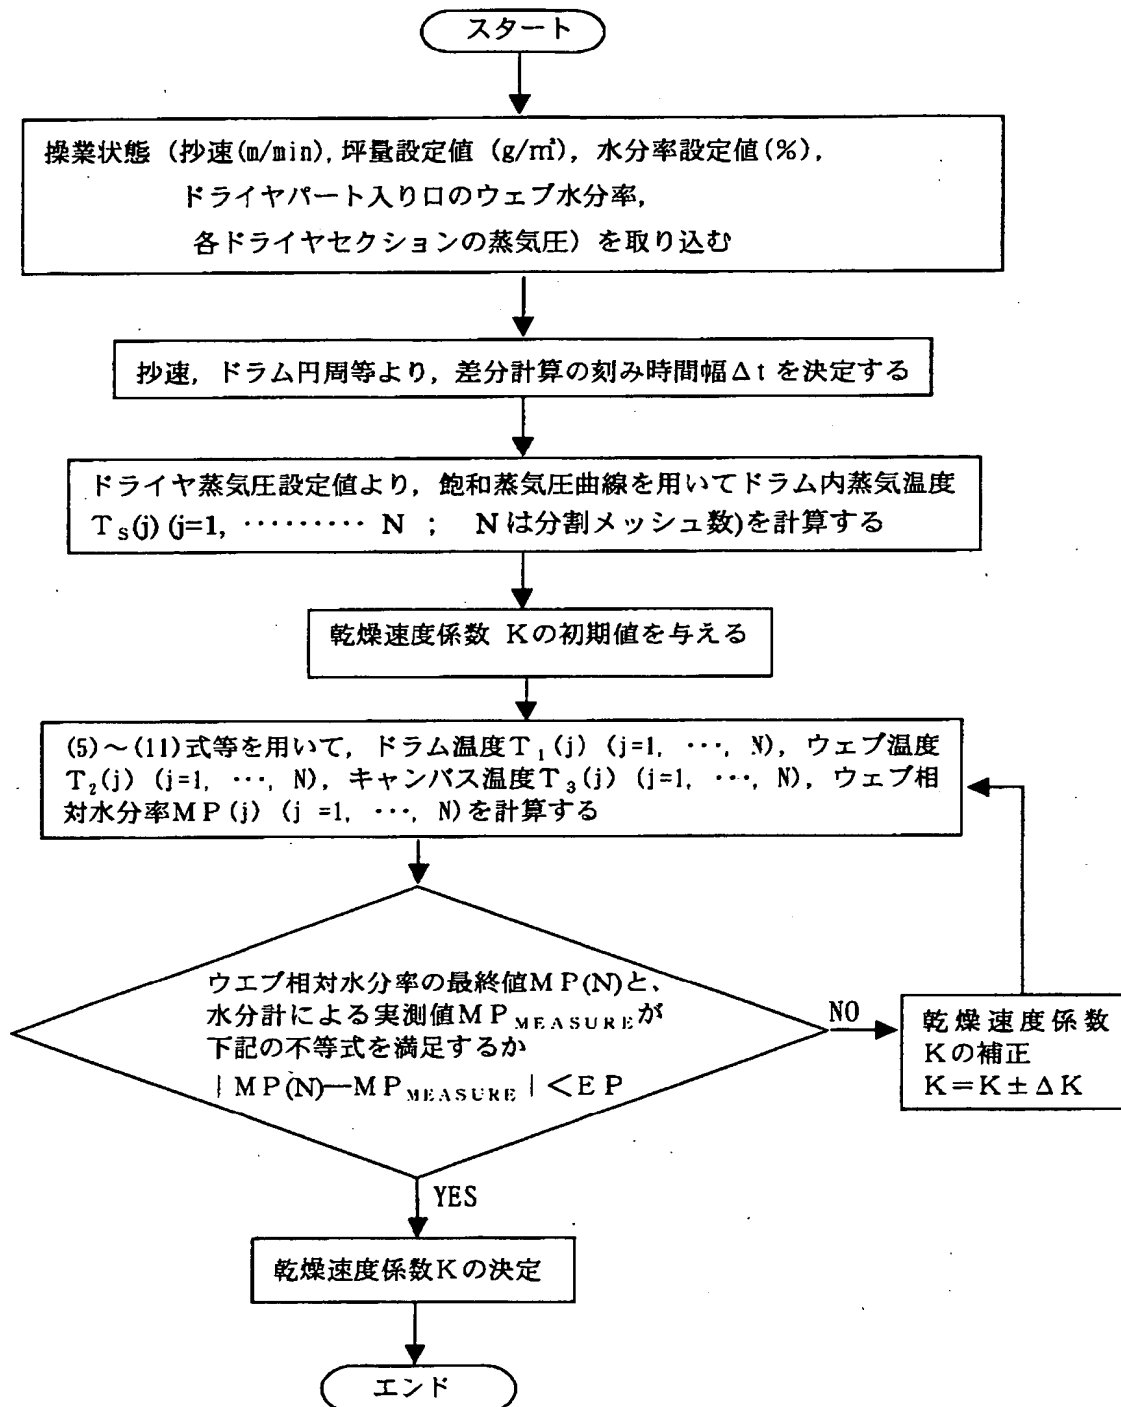 スタート
操業状態 (抄速(m/min), 坪量設定値 (g/㎡), 水分率設定値(%),
ドライヤパート入り口のウェブ水分率,
各ドライヤセクションの蒸気圧) を取り込む
抄速, ドラム円周等より, 差分計算の刻み時間幅Δt を決定する
ドライヤ蒸気圧設定値より, 飽和蒸気圧曲線を用いてドラム内蒸気温度
TS(j) (j=1, ········· N ; Nは分割メッシュ数)を計算する
乾燥速度係数 Kの初期値を与える
(5)～(11)式等を用いて, ドラム温度T1(j) (j=1, ···, N), ウェブ温度
T2(j) (j=1, ···, N), キャンバス温度T3(j) (j=1, ···, N), ウェブ相
対水分率MP(j) (j =1, ···, N)を計算する
ウエブ相対水分率の最終値MP(N)と、
水分計による実測値MPMEASUREが
下記の不等式を満足するか
|MP(N)—MPMEASURE|<EP
NO
乾燥速度係数
Kの補正
K=K±ΔK
YES
乾燥速度係数Kの決定
エンド